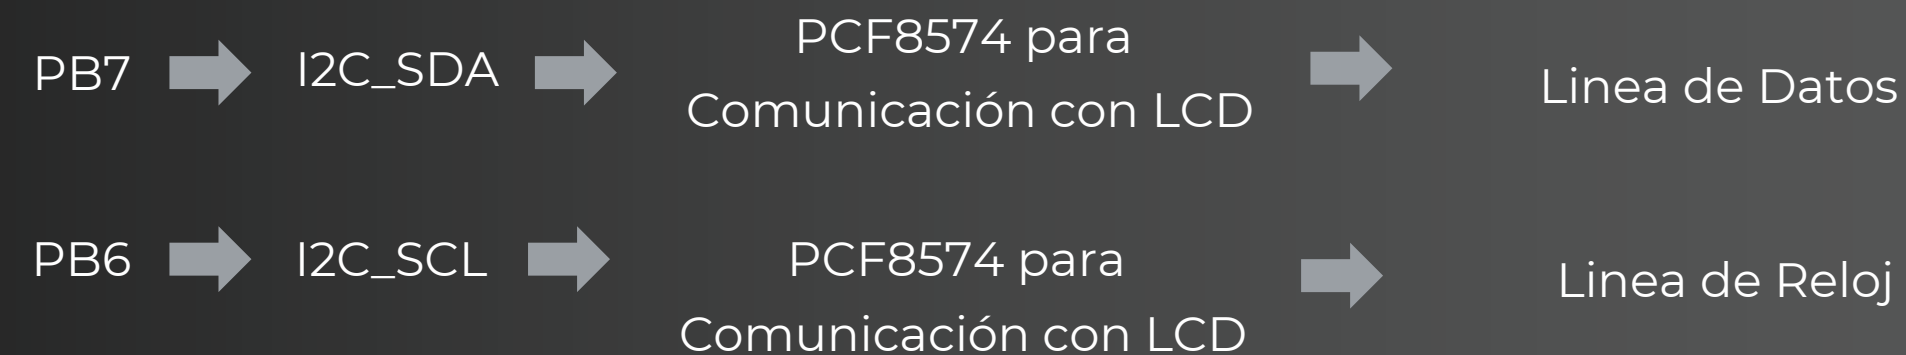 PB7
I2C_SDA
PCF8574 para
Comunicación con LCD
Linea de Datos
PB6
I2C_SCL
PCF8574 para
Comunicación con LCD
Linea de Reloj